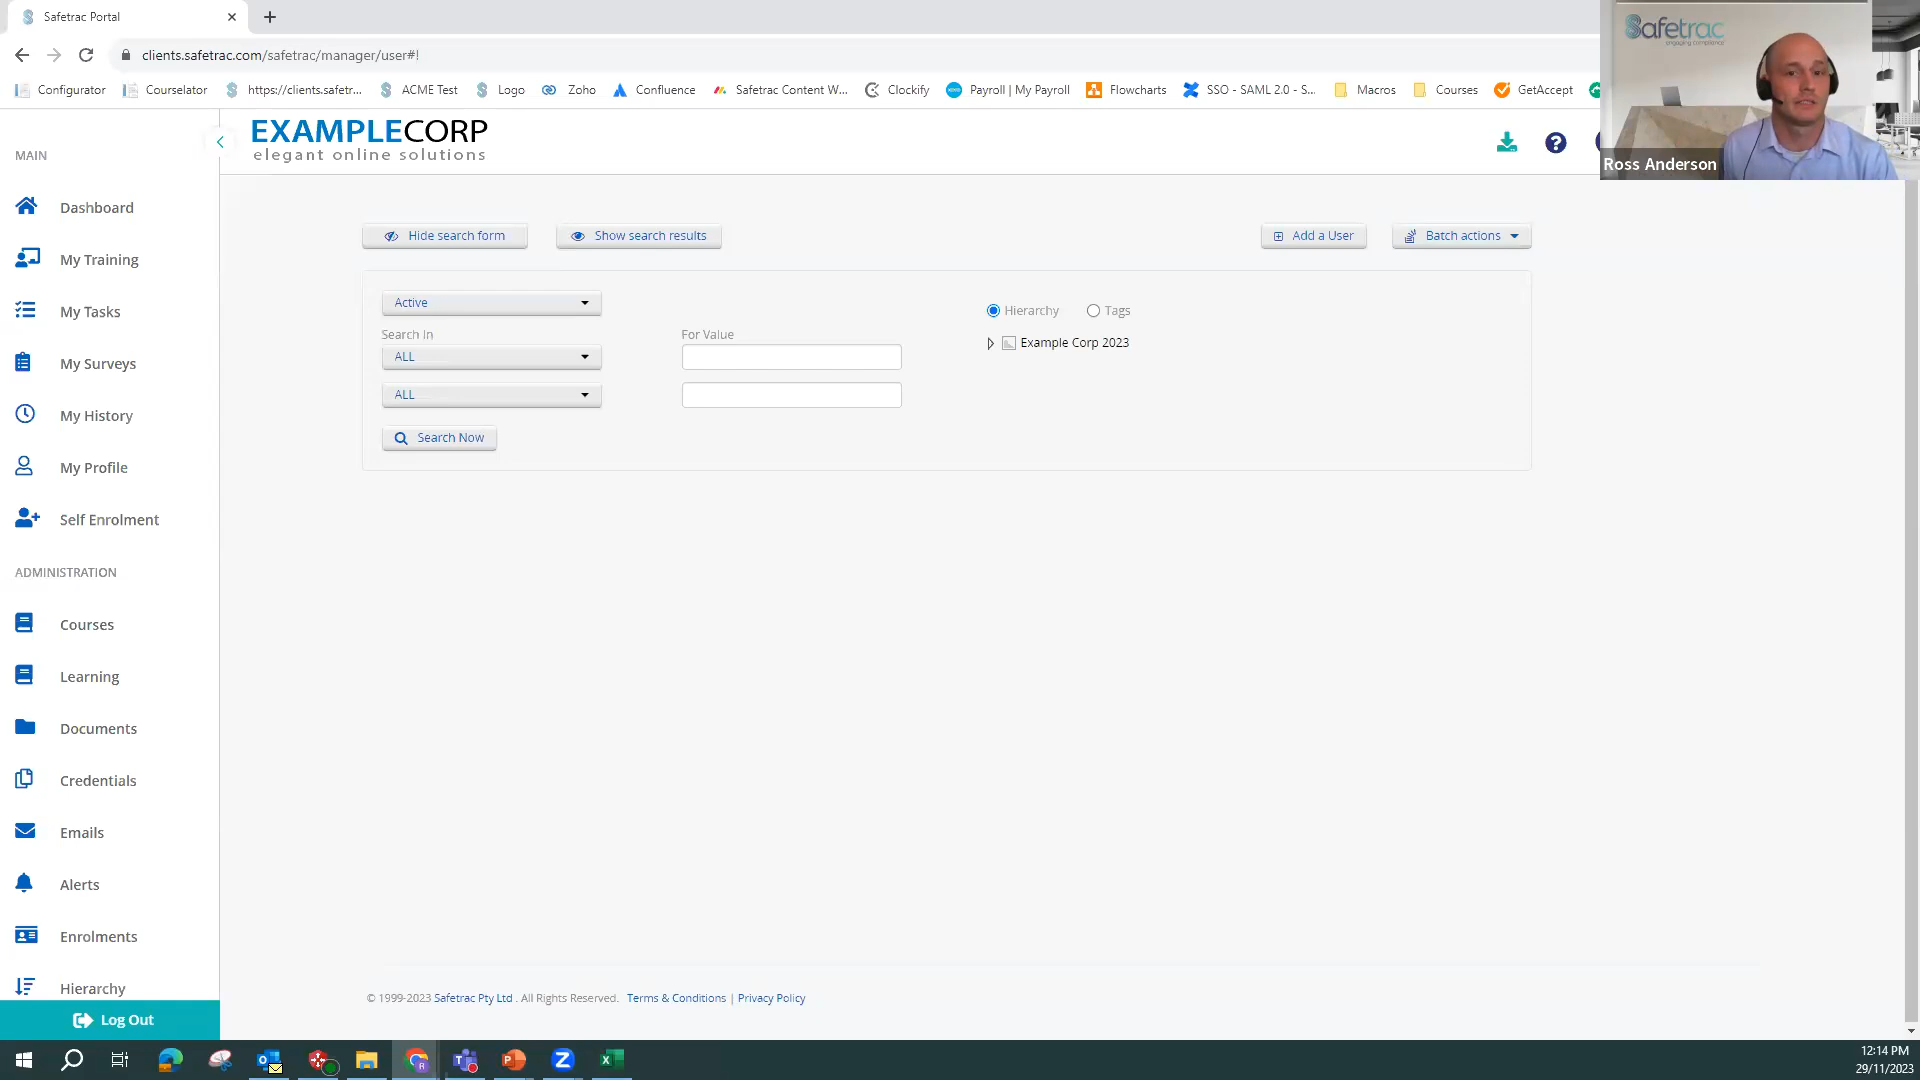 Safetrac Portal
clients.safetrac.com/safetrac/manager/user#!
Configurator Courselator https://clients.safetr... ACME Test Logo Zoho Confluence Safetrac Content W... Clockify Payroll | My Payroll Flowcharts SSO - SAML 2.0 - S... Macros Courses GetAccept
Safetrac
engaging compliance
Ross Anderson
EXAMPLECORP
elegant online solutions
MAIN
Dashboard
My Training
My Tasks
My Surveys
My History
My Profile
Self Enrolment
ADMINISTRATION
Courses
Learning
Documents
Credentials
Emails
Alerts
Enrolments
Hierarchy
Log Out
Hide search form Show search results Add a User Batch actions
Active
Hierarchy Tags
Search In For Value
Example Corp 2023
ALL
ALL
Search Now
© 1999-2023 Safetrac Pty Ltd . All Rights Reserved. Terms & Conditions | Privacy Policy
12:14 PM
29/11/2023